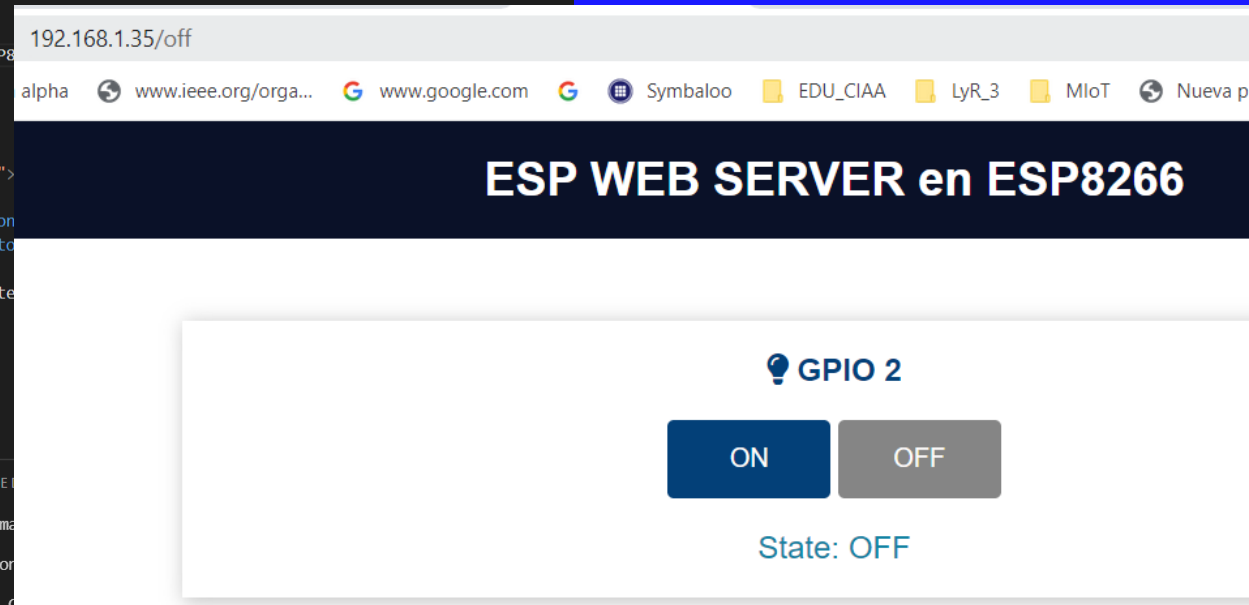 192.168.1.35/off
alpha www.ieee.org/orga... www.google.com Symbaloo EDU_CIAA LyR_3 MIoT Nueva p
ESP WEB SERVER en ESP8266
GPIO 2
ON OFF
State: OFF